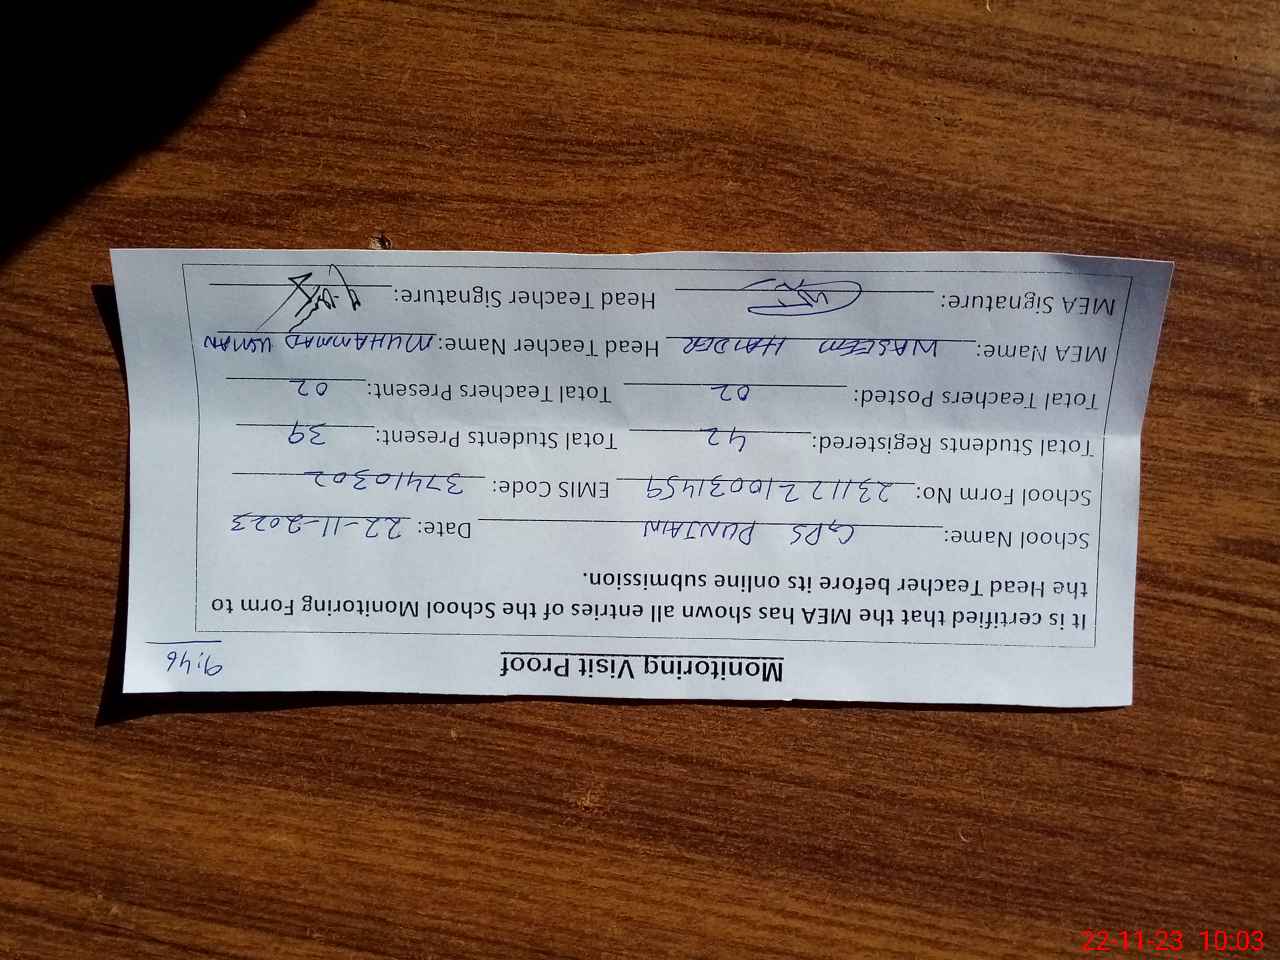 Monitoring Visit Proof
9:46
It is certified that the MEA has shown all entries of the School Monitoring Form to
the Head Teacher before its online submission.
School Name: GPS PUNJAIN Date: 22-11-2023
School Form No: 23112210031459 EMIS Code: 37410302
Total Students Registered: 42 Total Students Present: 39
Total Teachers Posted: 02 Total Teachers Present: 02
MEA Name: WASEEM HAIDER Head Teacher Name: MUHAMMAD USMAN
MEA Signature: Head Teacher Signature:
22-11-23 10:03